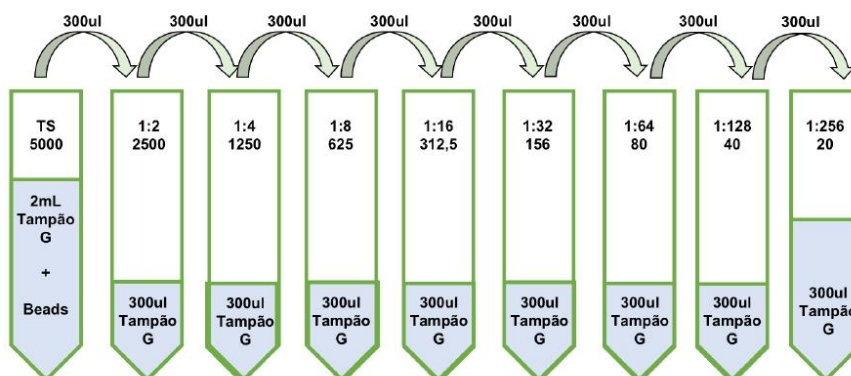 300ul 300ul 300ul 300ul 300ul 300ul 300ul 300ul
TS 1:2 1:4 1:8 1:16 1:32 1:64 1:128 1:256
5000 2500 1250 625 312,5 156 80 40 20
2mL
Tampão
G
+
Beads
300ul
Tampão
G
300ul
Tampão
G
300ul
Tampão
G
300ul
Tampão
G
300ul
Tampão
G
300ul
Tampão
G
300ul
Tampão
G
300ul
Tampão
G